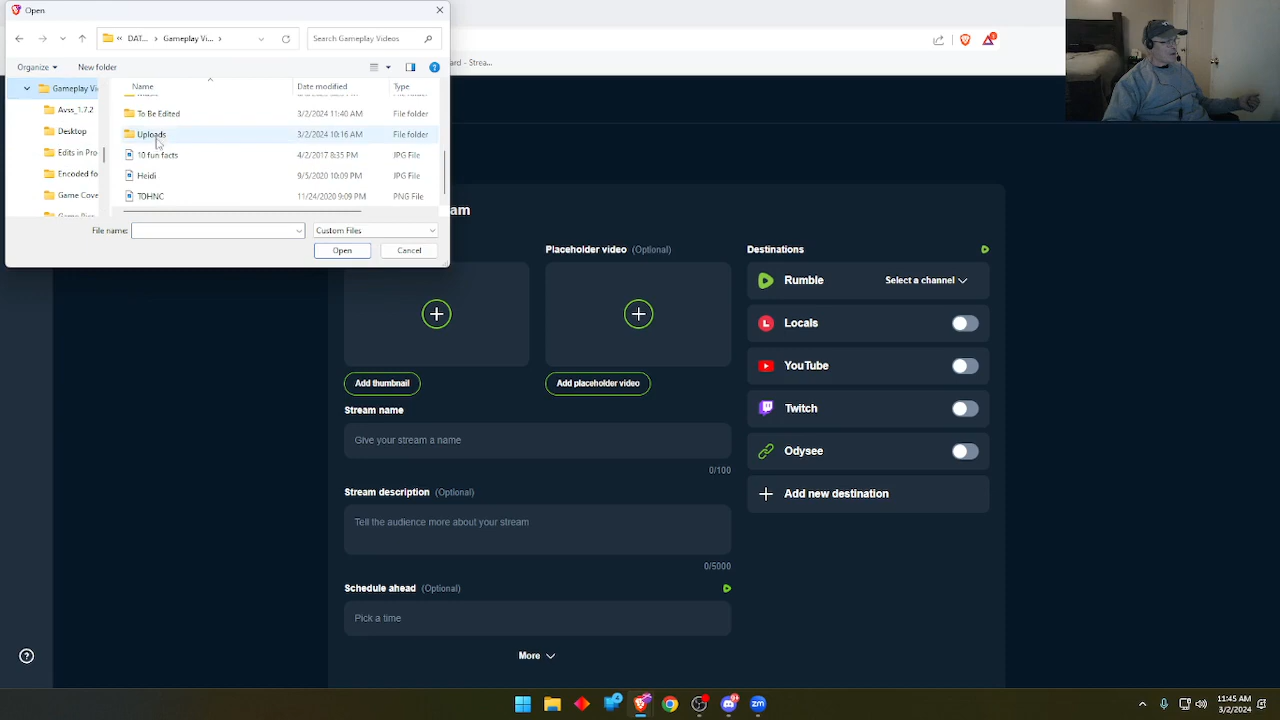 Open
« DAT... › Gameplay Vi... ›
Search Gameplay Videos
Organize
New folder
ard - Strea...
Name
Date modified
Type
Gameplay Vi
Avss_1.7.2
Desktop
Edits in Pro
Encoded fo
Game Cove
To Be Edited 3/2/2024 11:40 AM File folder
Uploads 3/2/2024 10:16 AM File folder
10 fun facts 4/2/2017 8:35 PM JPG File
Heidi 9/5/2020 10:09 PM JPG File
TOHNC 11/24/2020 9:09 PM PNG File
File name:
Custom Files
Open
Cancel
am
Placeholder video (Optional)
Add thumbnail
Add placeholder video
Stream name
Give your stream a name
0/100
Stream description (Optional)
Tell the audience more about your stream
0/5000
Schedule ahead (Optional)
Pick a time
More
Destinations
Rumble
Select a channel
Locals
YouTube
Twitch
Odysee
Add new destination
11:45 AM
3/2/2024